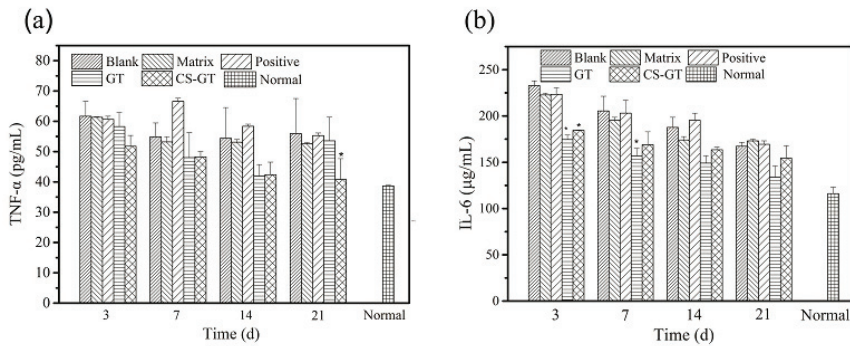 (a)
85
80
70
60
50
40
30
20
10
0
TNF-α (pg/mL)
Blank Matrix Positive
GT CS-GT Normal
*
3 7 14 21 Normal
Time (d)
(b)
250
200
150
100
50
0
IL-6 (µg/mL)
Blank Matrix Positive
GT CS-GT Normal
* *
*
3 7 14 21 Normal
Time (d)